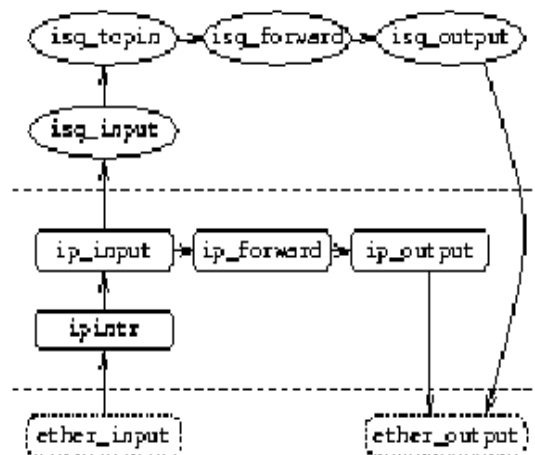 isq_tcpin isq_forward isq_output
isq_input
ip_input ip_forward ip_output
ipintr
ether_input ether_output